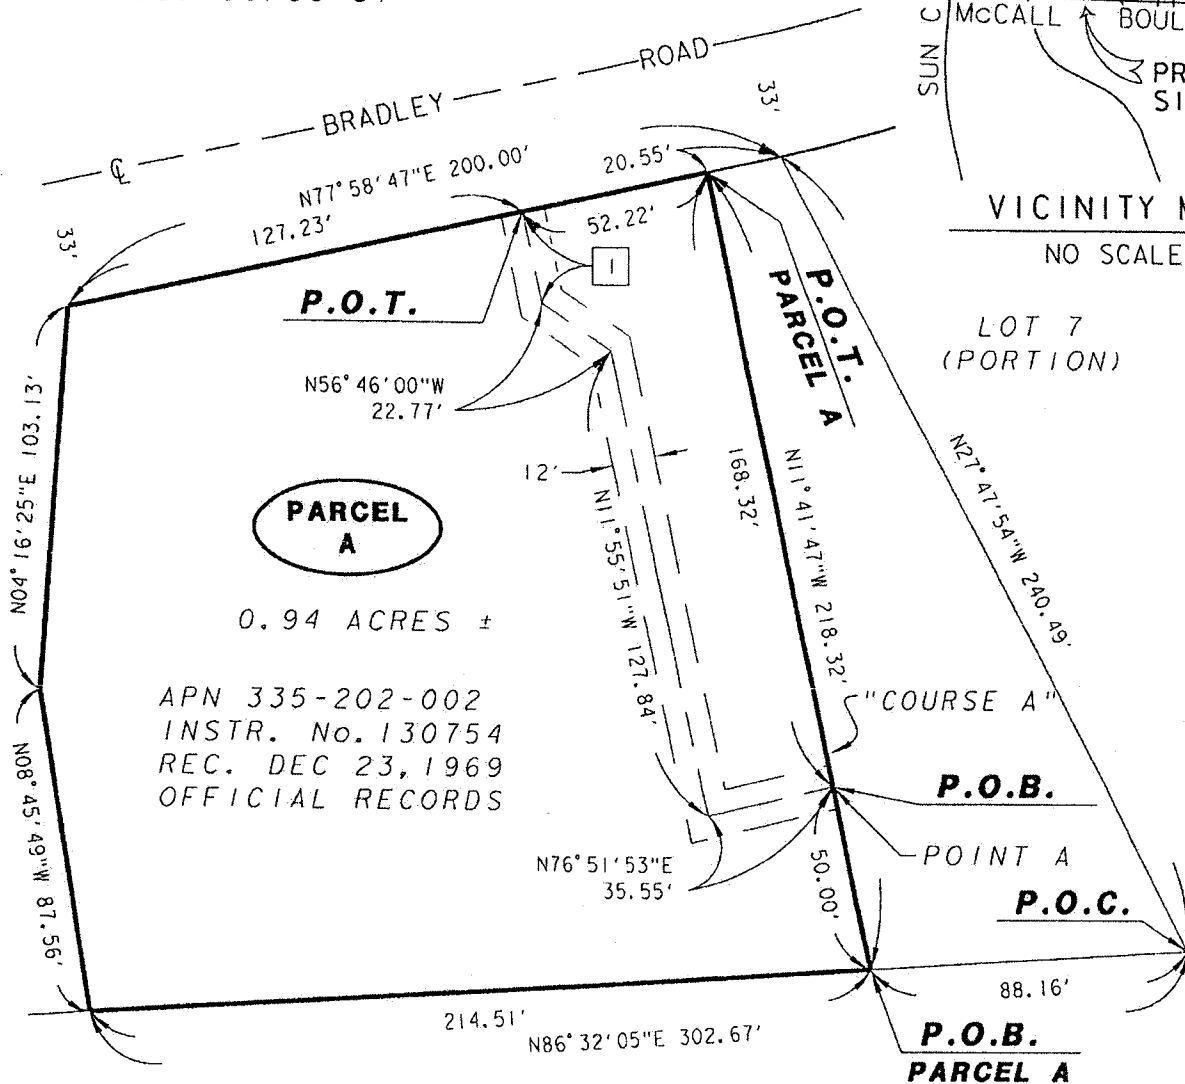 SUN C
McCALL
BOUL
PR
SI
VICINITY M
NO SCALE
ROAD
BRADLEY
℄
33'
33'
N77°58'47"E 200.00'
127.23'
20.55'
52.22'
1
P.O.T.
P.O.T.
PARCEL A
LOT 7
(PORTION)
N56°46'00"W
22.77'
N04°16'25"E 103.13'
12'
168.32'
N11°41'47"W 218.32'
N27°47'54"W 240.49'
N11°55'51"W 127.84'
PARCEL
A
0.94 ACRES ±
APN 335-202-002
INSTR. No. 130754
REC. DEC 23, 1969
OFFICIAL RECORDS
"COURSE A"
P.O.B.
POINT A
N08°45'49"W 87.56'
N76°51'53"E
35.55'
50.00'
P.O.C.
88.16'
214.51'
N86°32'05"E 302.67'
P.O.B.
PARCEL A